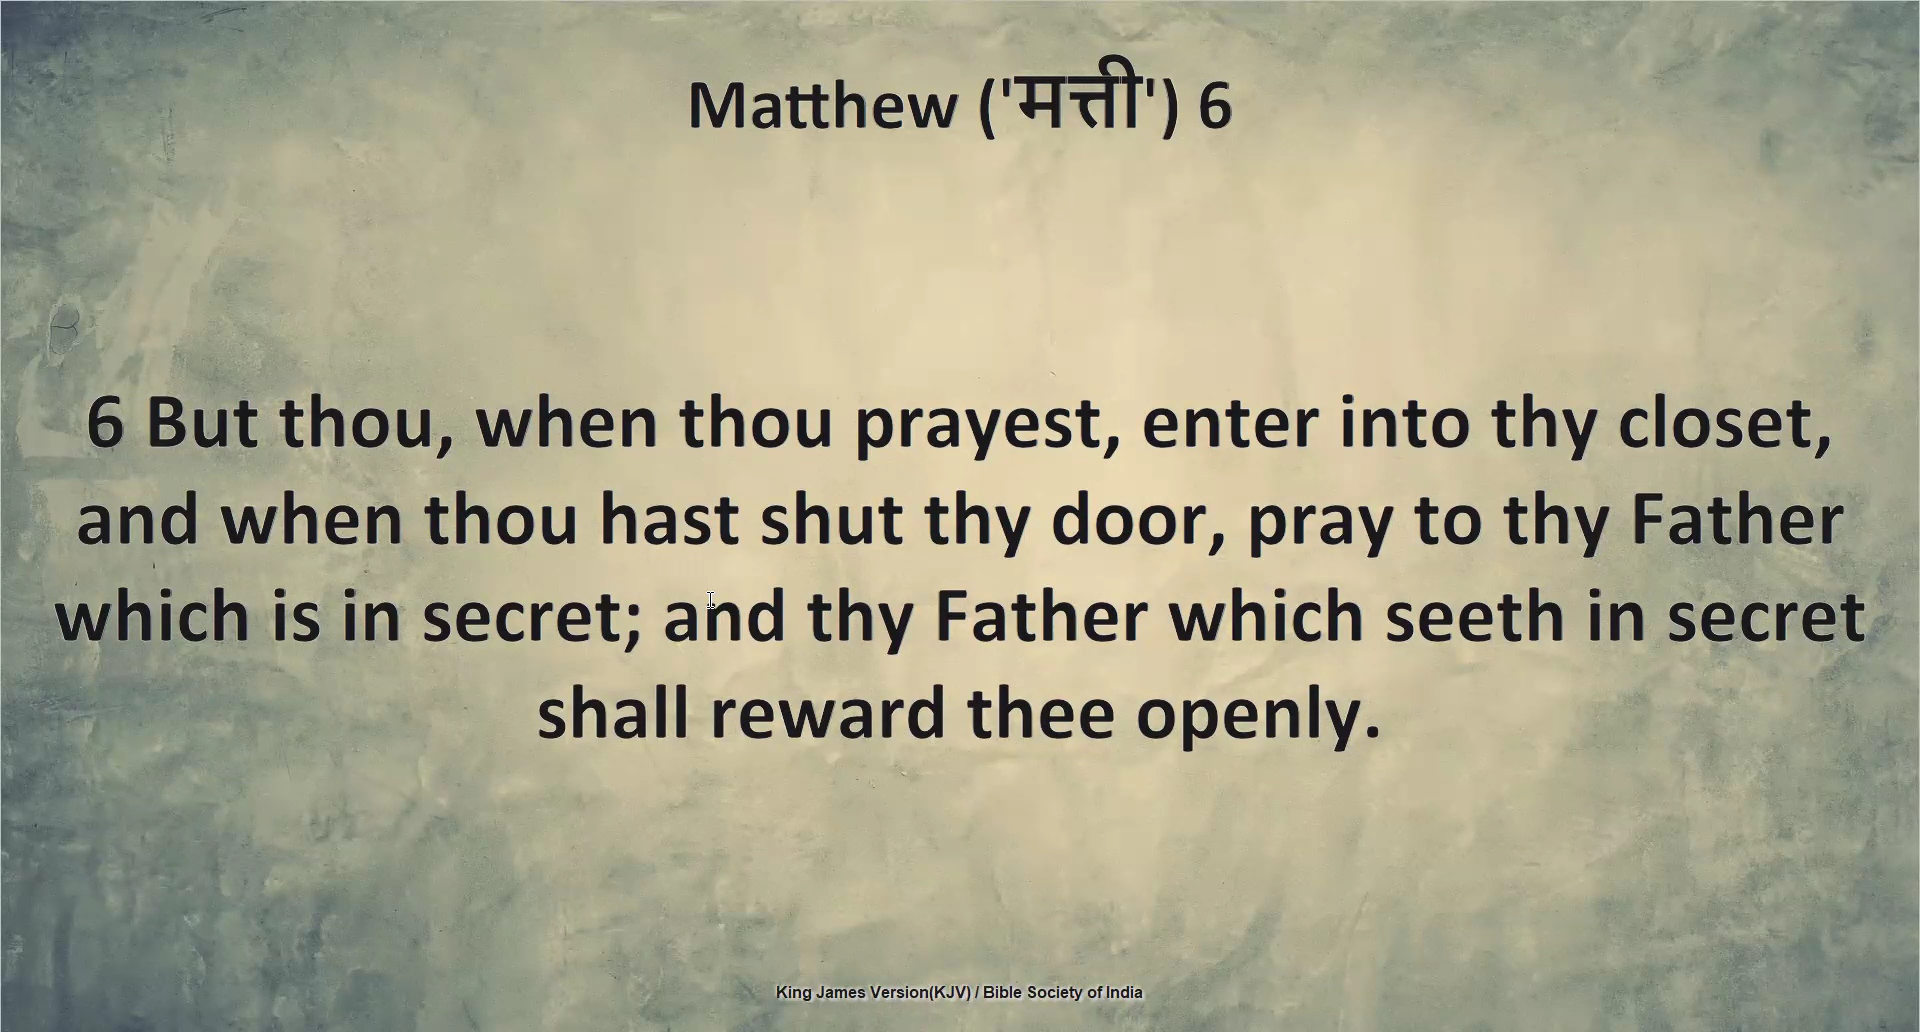 Matthew ('मत्ती') 6
6 But thou, when thou prayest, enter into thy closet,
and when thou hast shut thy door, pray to thy Father
which is in secret; and thy Father which seeth in secret
shall reward thee openly.
King James Version(KJV) / Bible Society of India